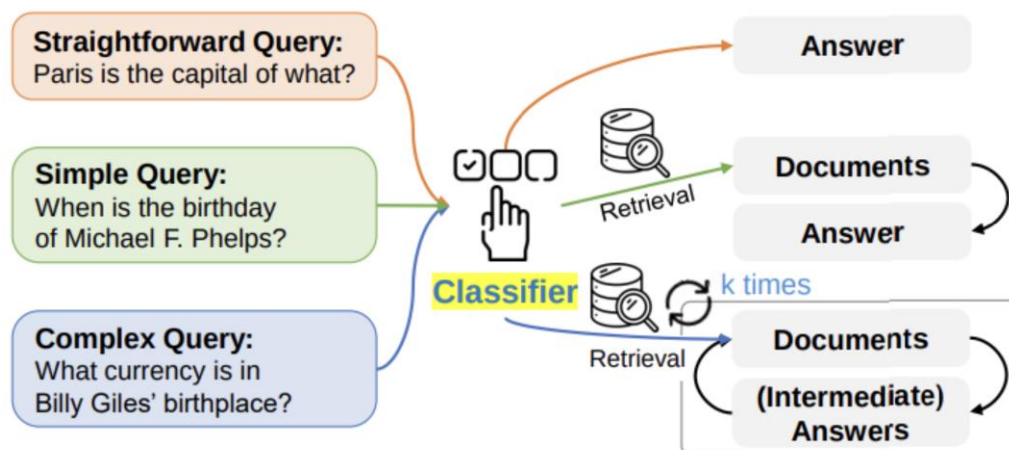 Straightforward Query:
Paris is the capital of what?
Simple Query:
When is the birthday
of Michael F. Phelps?
Complex Query:
What currency is in
Billy Giles’ birthplace?
Classifier
Answer
Retrieval
Documents
Answer
Retrieval
k times
Documents
(Intermediate)
Answers